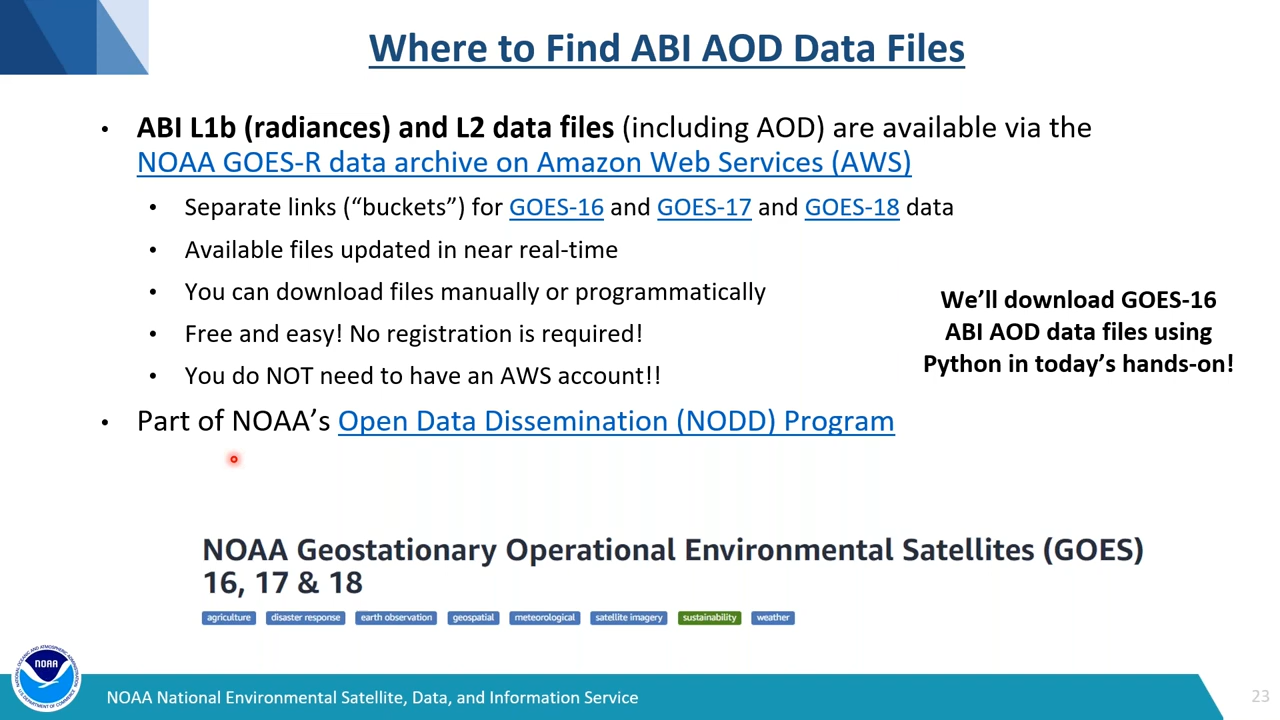 Where to Find ABI AOD Data Files
• ABI L1b (radiances) and L2 data files (including AOD) are available via the
NOAA GOES-R data archive on Amazon Web Services (AWS)
• Separate links (“buckets”) for GOES-16 and GOES-17 and GOES-18 data
• Available files updated in near real-time
• You can download files manually or programmatically
• Free and easy! No registration is required!
• You do NOT need to have an AWS account!!
We’ll download GOES-16
ABI AOD data files using
Python in today’s hands-on!
• Part of NOAA’s Open Data Dissemination (NODD) Program
NOAA Geostationary Operational Environmental Satellites (GOES)
16, 17 & 18
agriculture disaster response earth observation geospatial meteorological satellite imagery sustainability weather
NOAA
NOAA National Environmental Satellite, Data, and Information Service
23